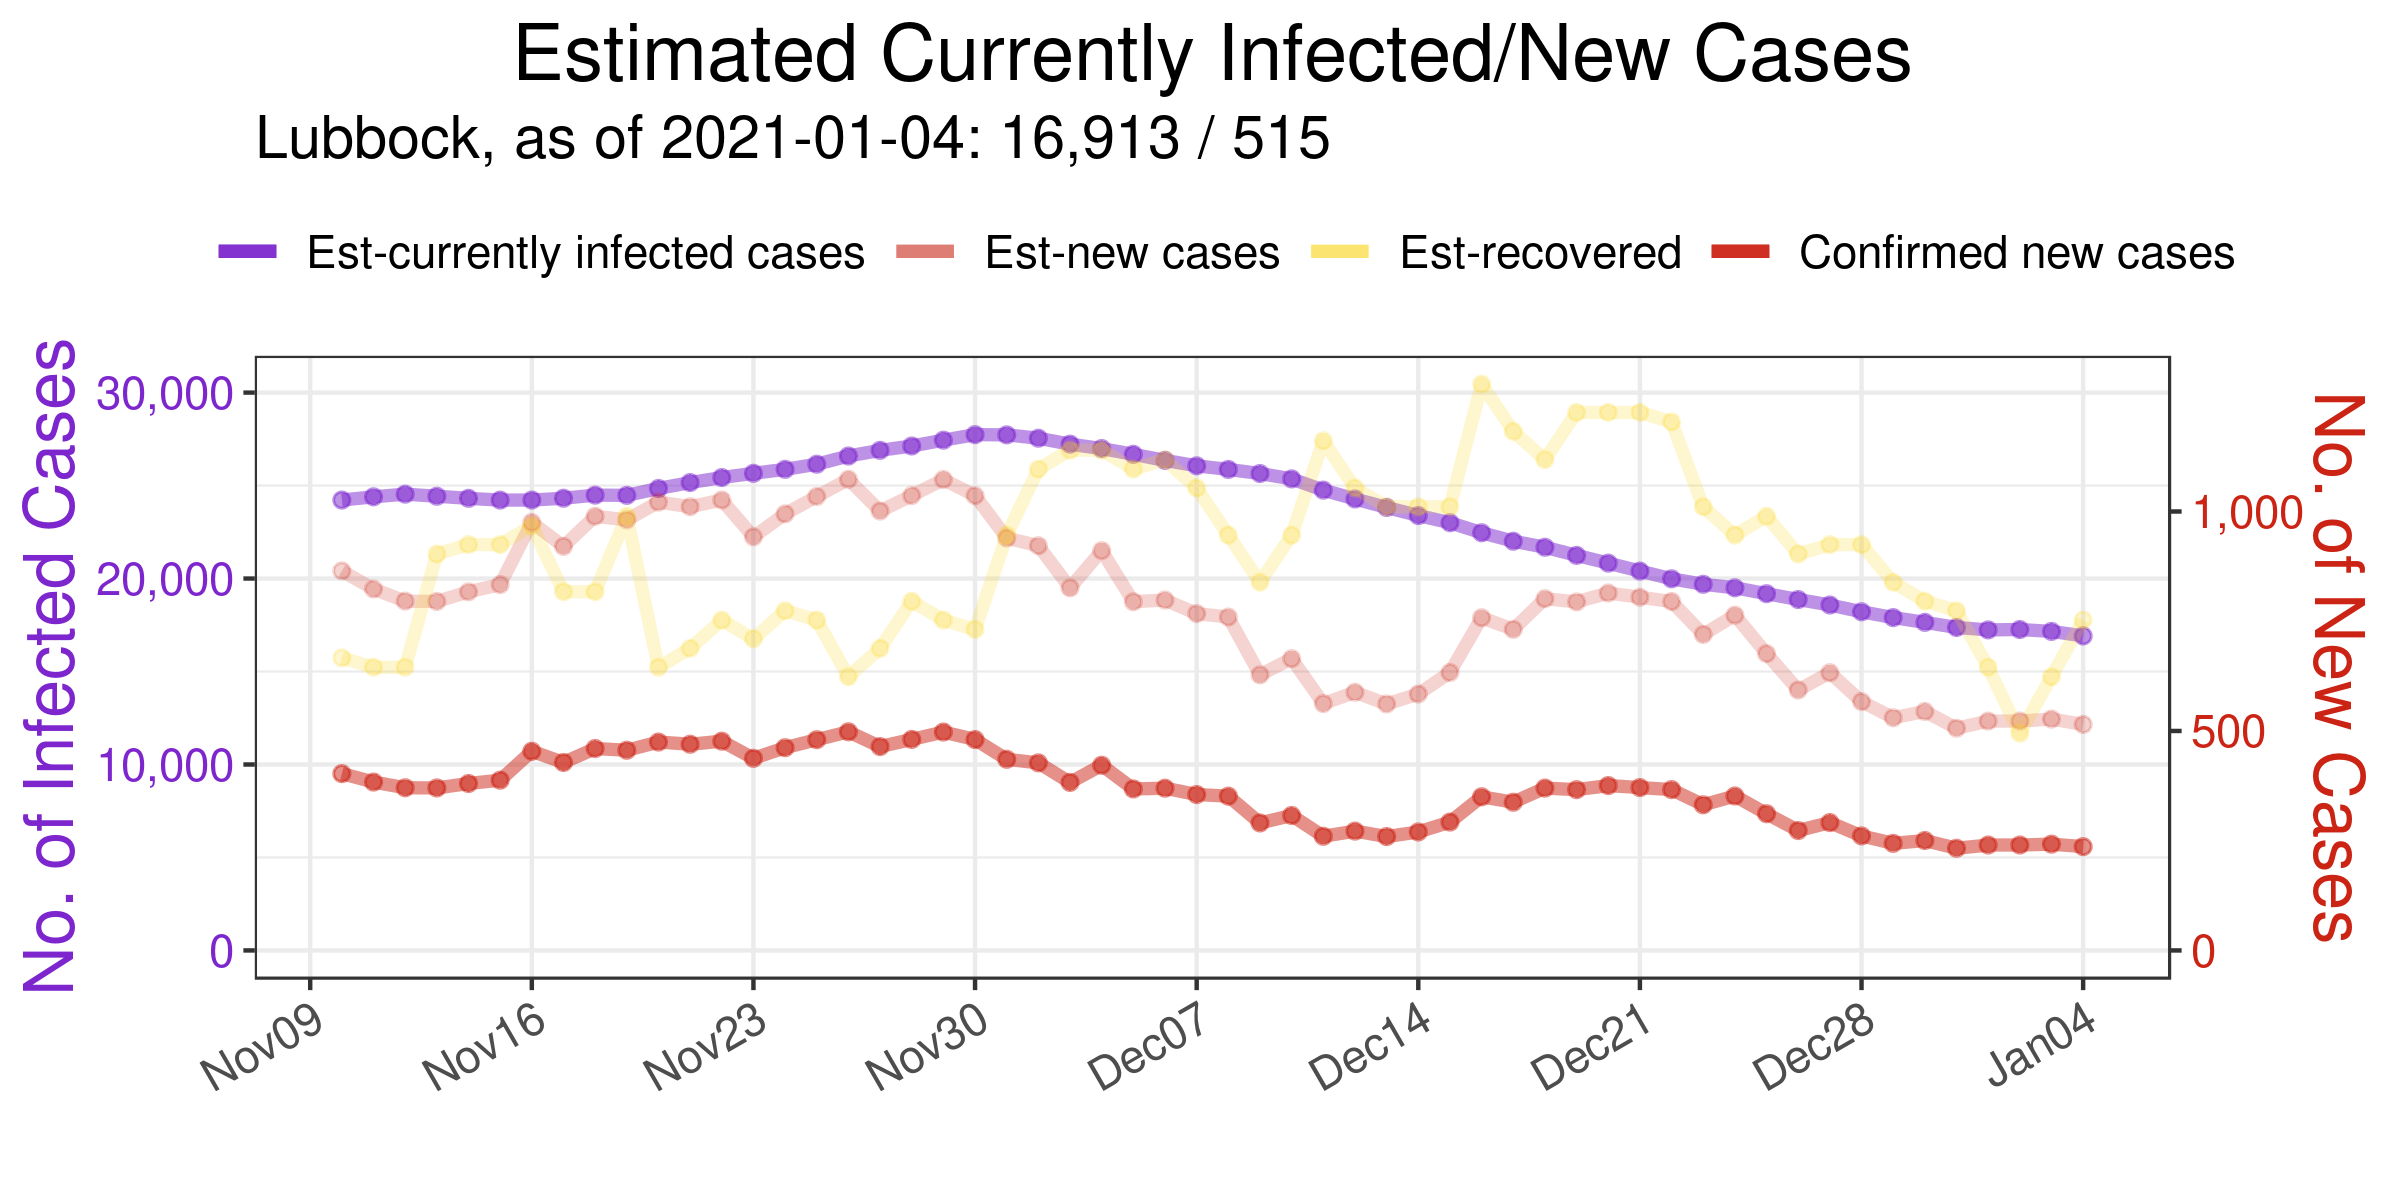 Estimated Currently Infected/New Cases
Lubbock, as of 2021-01-04: 16,913 / 515
Est-currently infected cases Est-new cases Est-recovered Confirmed new cases
No. of Infected Cases
30,000
20,000
10,000
0
1,000
500
0
No. of New Cases
Nov09 Nov16 Nov23 Nov30 Dec07 Dec14 Dec21 Dec28 Jan04